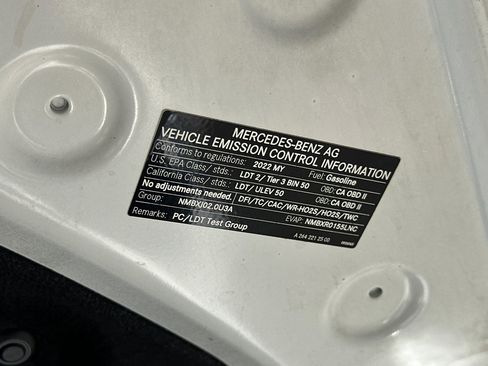 MERCEDES-BENZ AG
VEHICLE EMISSION CONTROL INFORMATION
Conforms to regulations: 2022 MY Fuel: Gasoline
U.S. EPA Class / stds.: LDT 2 / Tier 3 BIN 50 OBD: CA OBD II
California Class / stds.: LDT / ULEV 50 OBD: CA OBD II
No adjustments needed. DFI/TC/CAC/WR-HO2S/HO2S/TWC
Group: NMBXJ02.0U3A EVAP: NMBXR0155LNC
Remarks: PC/LDT Test Group
A 264 221 25 00